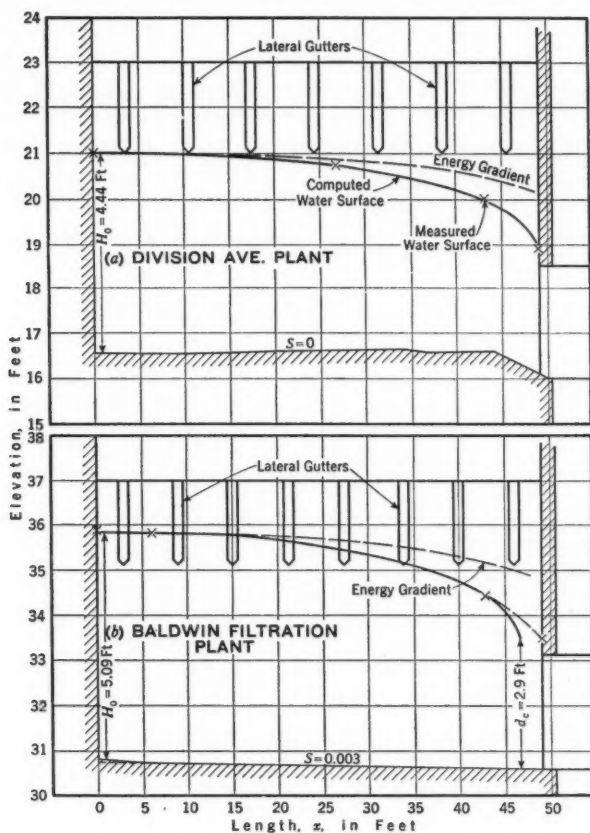 24
23
22
21
20
19
18
17
16
15
Lateral Gutters
Energy Gradient
Computed
Water Surface
Measured
Water Surface
H₀ = 4.44 Ft
(a) DIVISION AVE. PLANT
S=0
Elevation, in Feet
38
37
36
35
34
33
32
31
30
Lateral Gutters
Energy Gradient
(b) BALDWIN FILTRATION
PLANT
H₀ = 5.09 Ft
d_c = 2.9 Ft
S=0.003
0 5 10 15 20 25 30 35 40 45 50
Length, x, in Feet